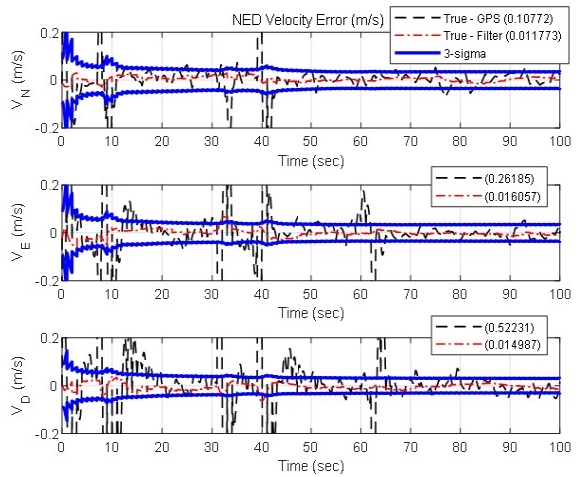 NED Velocity Error (m/s)
True - GPS (0.10772)
True - Filter (0.011773)
3-sigma
0.2
0
-0.2
V_N (m/s)
0 10 20 30 40 50 60 70 80 90 100
Time (sec)
(0.26185)
(0.016057)
0.2
0
-0.2
V_E (m/s)
0 10 20 30 40 50 60 70 80 90 100
Time (sec)
(0.52231)
(0.014987)
0.2
0
-0.2
V_D (m/s)
0 10 20 30 40 50 60 70 80 90 100
Time (sec)